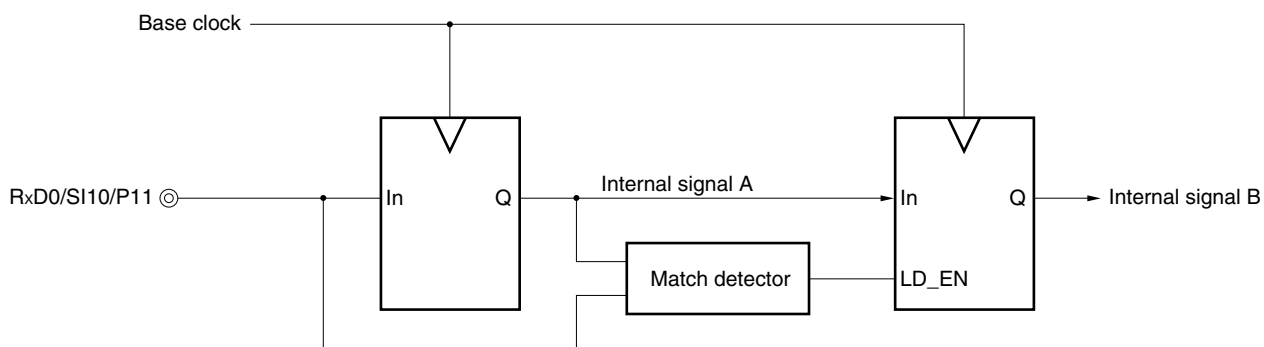 Base clock
RxD0/SI10/P11
In
Q
Internal signal A
In
Q
Internal signal B
Match detector
LD_EN